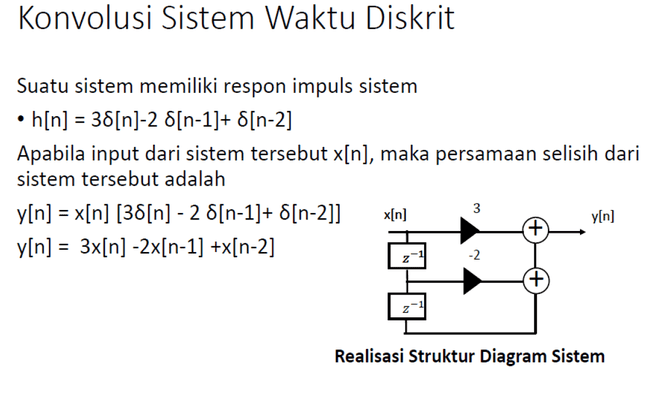 Konvolusi Sistem Waktu Diskrit
Suatu sistem memiliki respon impuls sistem
• h[n] = 3δ[n]-2 δ[n-1]+ δ[n-2]
Apabila input dari sistem tersebut x[n], maka persamaan selisih dari
sistem tersebut adalah
y[n] = x[n] [3δ[n] - 2 δ[n-1]+ δ[n-2]]
y[n] =  3x[n] -2x[n-1] +x[n-2]
x[n]
3
y[n]
+
z⁻¹
-2
+
z⁻¹
Realisasi Struktur Diagram Sistem